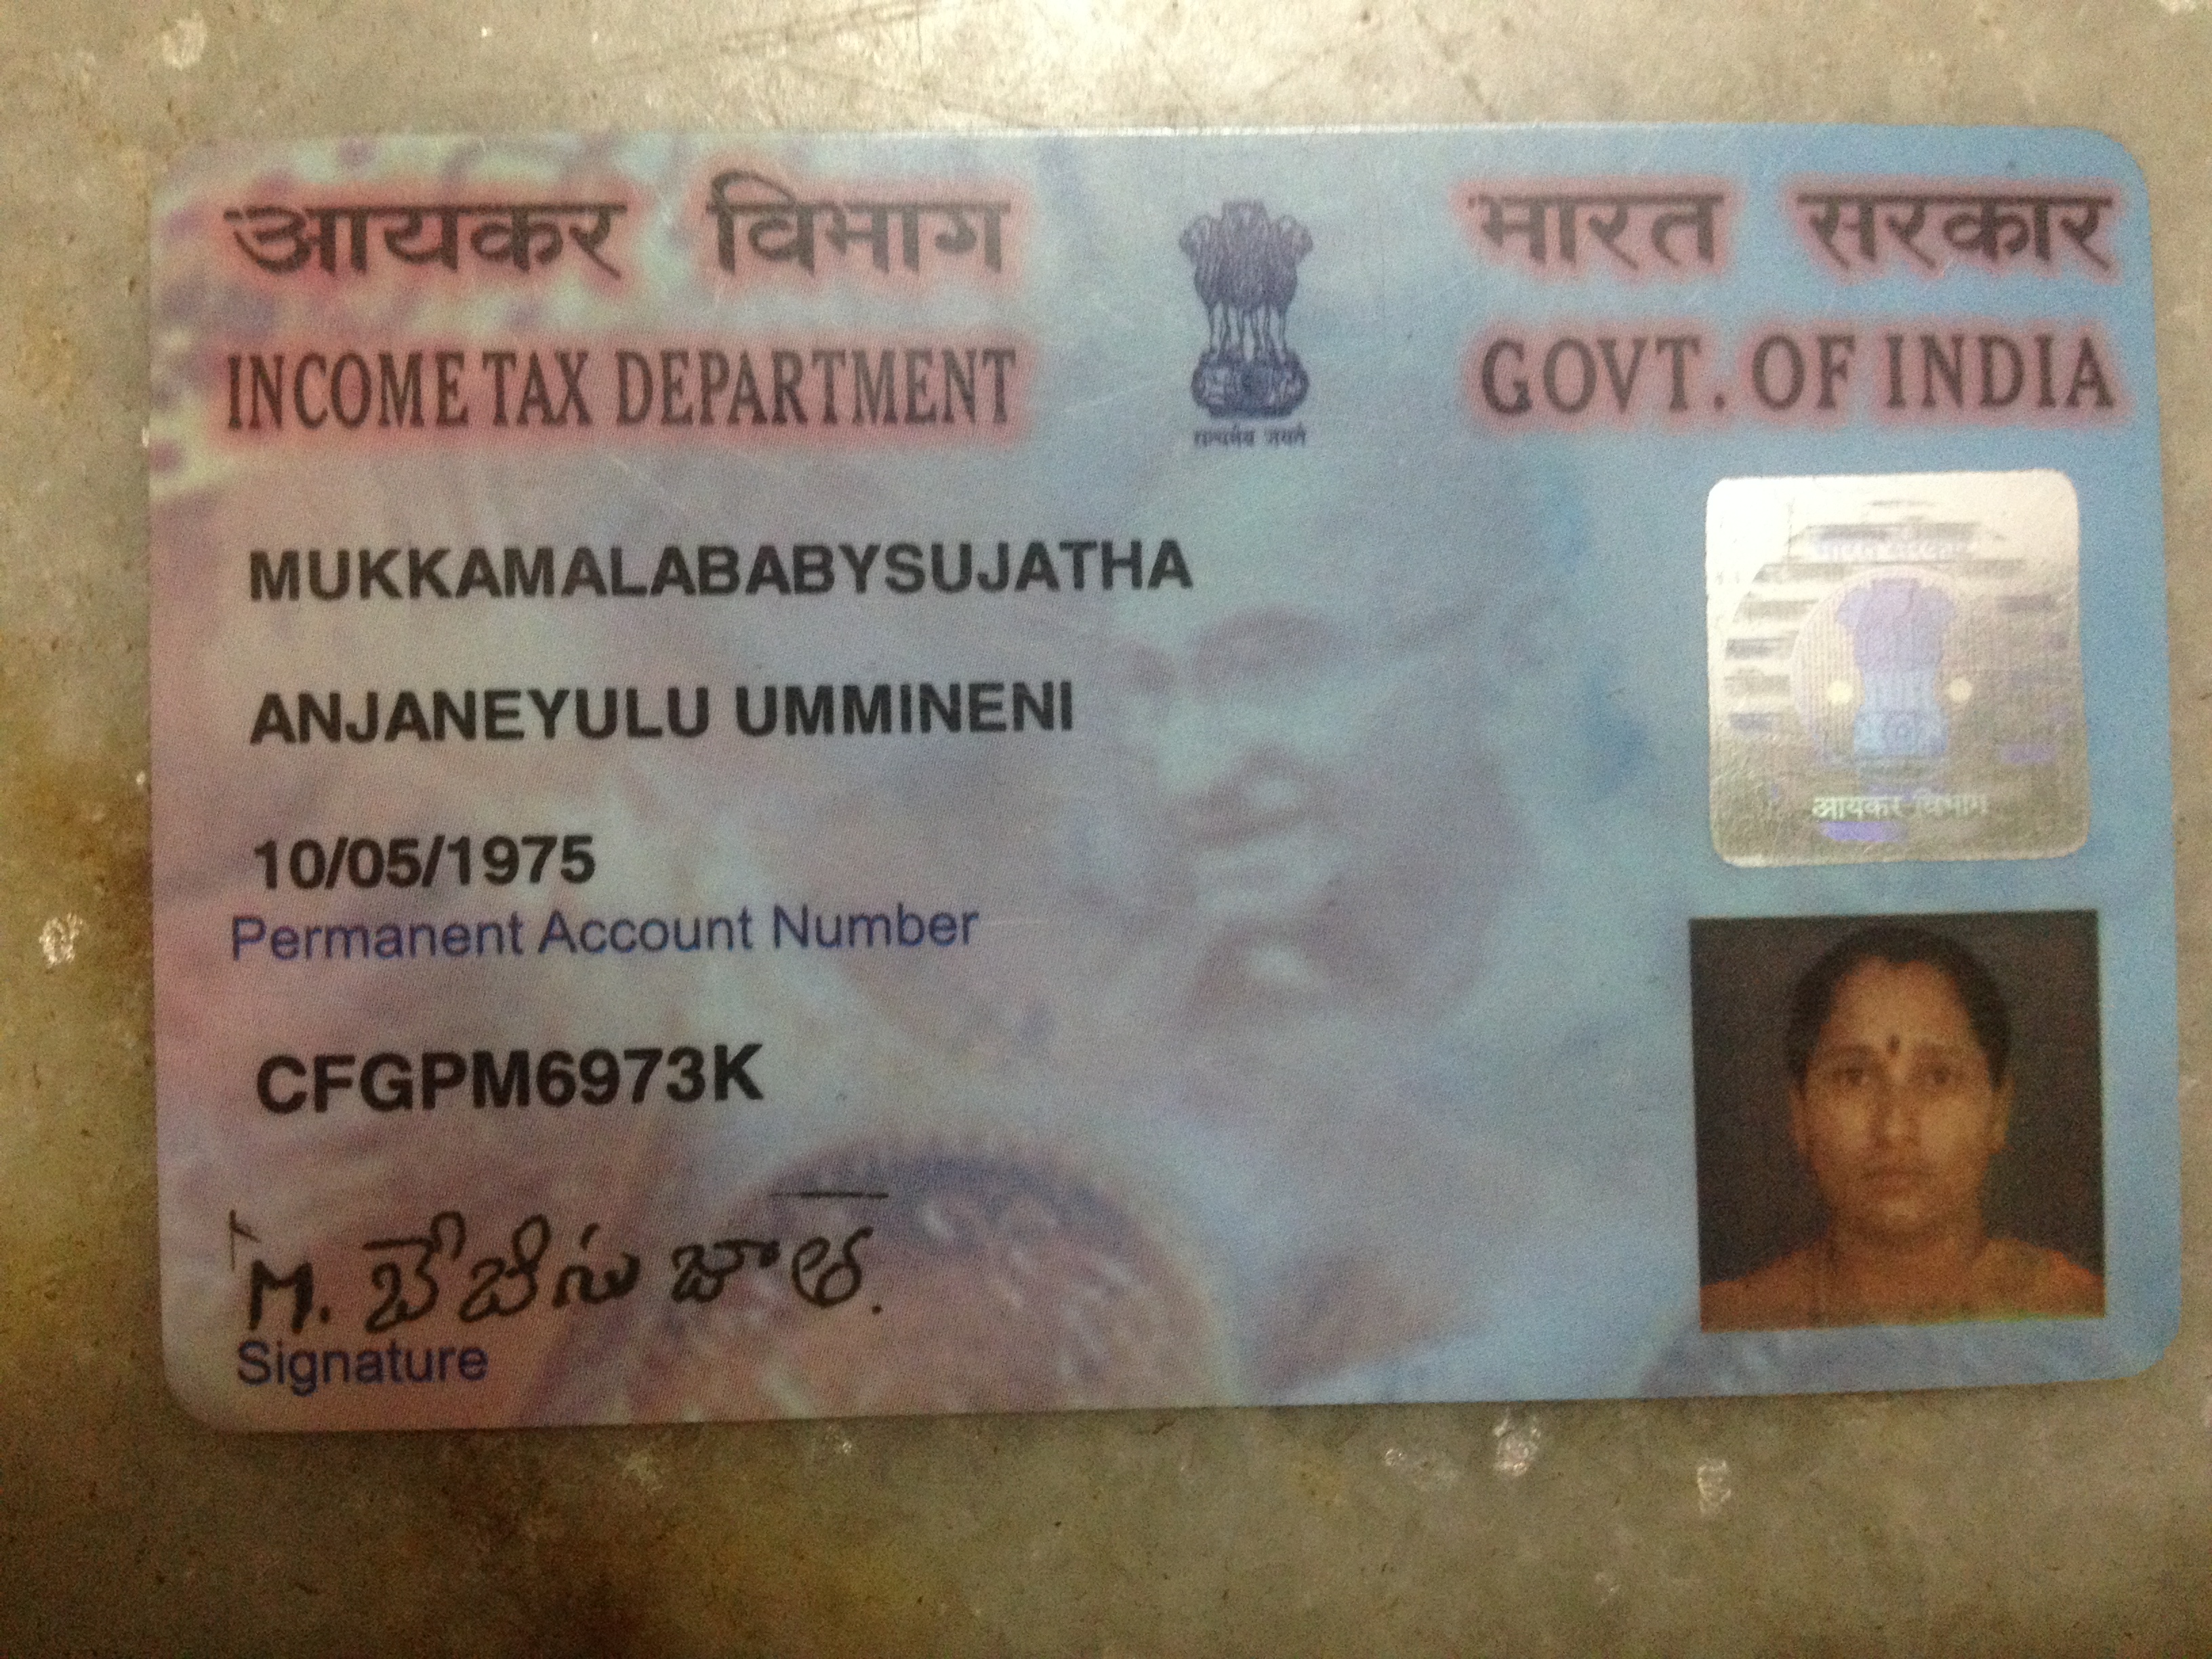 आयकर विभाग
INCOME TAX DEPARTMENT
भारत सरकार
GOVT. OF INDIA
सत्यमेव जयते
MUKKAMALABABYSUJATHA
ANJANEYULU UMMINENI
10/05/1975
Permanent Account Number
CFGPM6973K
M.
Signature
आयकर विभाग